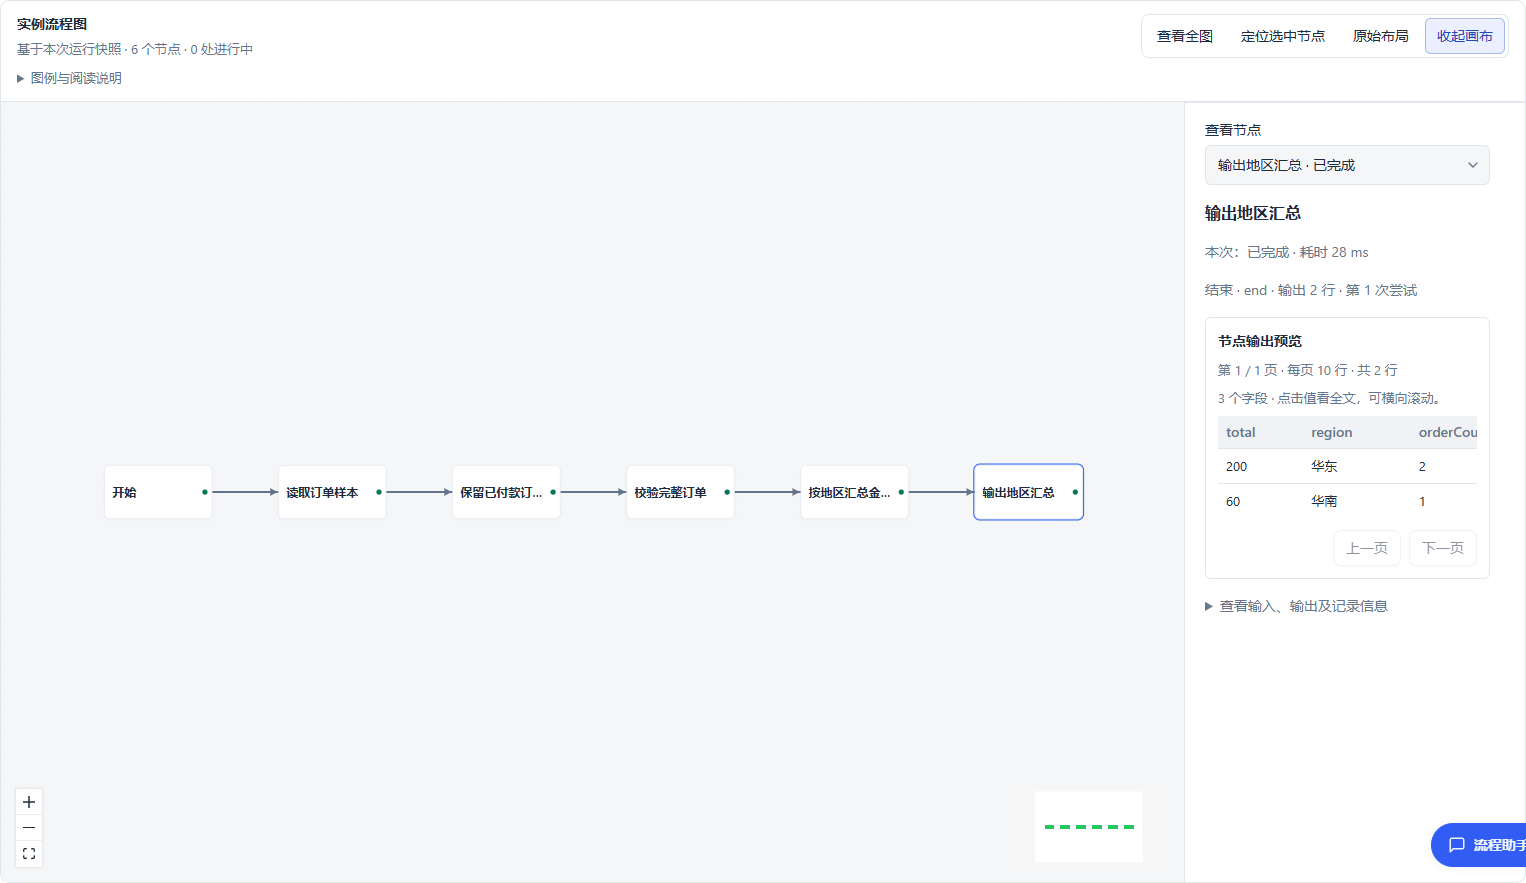 实例流程图
基于本次运行快照 · 6 个节点 · 0 处进行中
图例与阅读说明
查看全图 定位选中节点 原始布局 收起画布
开始
读取订单样本
保留已付款订...
校验完整订单
按地区汇总金...
输出地区汇总
查看节点
输出地区汇总 · 已完成
输出地区汇总
本次：已完成 · 耗时 28 ms
结束 · end · 输出 2 行 · 第 1 次尝试
节点输出预览
第 1 / 1 页 · 每页 10 行 · 共 2 行
3 个字段 · 点击值看全文，可横向滚动。
total region orderCou
200 华东 2
60 华南 1
上一页 下一页
查看输入、输出及记录信息
流程助手